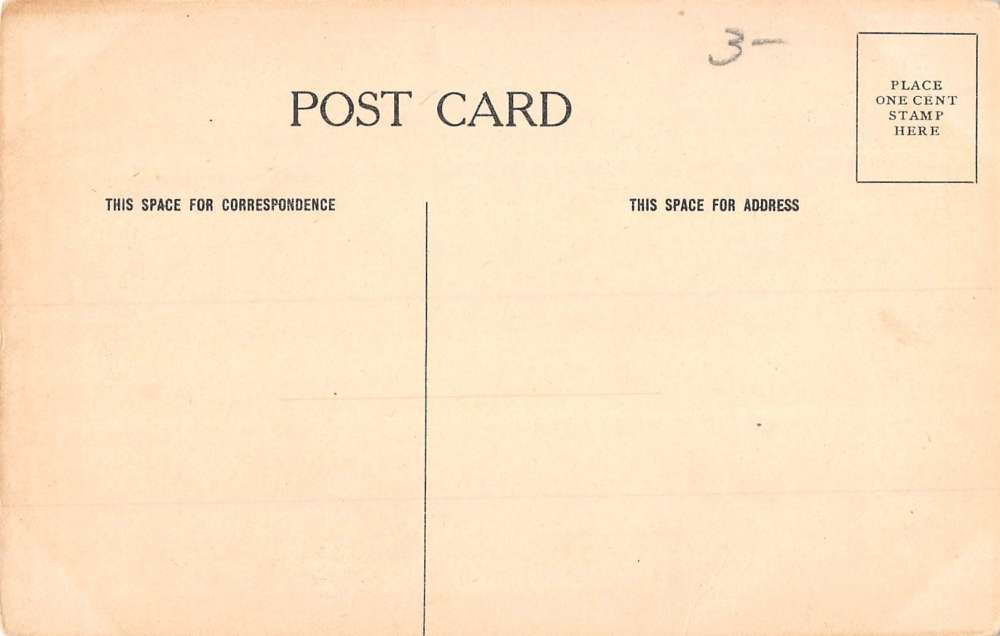 3-
POST CARD
PLACE
ONE CENT
STAMP
HERE
THIS SPACE FOR CORRESPONDENCE
THIS SPACE FOR ADDRESS